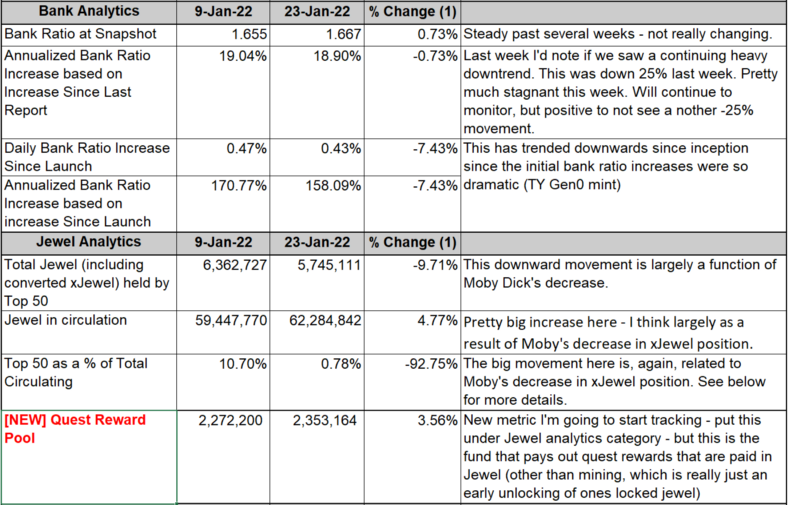 Bank Analytics 9-Jan-22 23-Jan-22 % Change (1)
Bank Ratio at Snapshot 1.655 1.667 0.73% Steady past several weeks - not really changing.
Annualized Bank Ratio 19.04% 18.90% -0.73% Last week I'd note if we saw a continuing heavy
Increase based on downtrend. This was down 25% last week. Pretty
Increase Since Last much stagnant this week. Will continue to
Report monitor, but positive to not see a nother -25%
movement.
Daily Bank Ratio Increase 0.47% 0.43% -7.43% This has trended downwards since inception
Since Launch since the initial bank ratio increases were so
Annualized Bank Ratio 170.77% 158.09% -7.43% dramatic (TY Gen0 mint)
Increase based on
increase Since Launch
Jewel Analytics 9-Jan-22 23-Jan-22 % Change (1)
Total Jewel (including 6,362,727 5,745,111 -9.71% This downward movement is largely a function of
converted xJewel) held by Moby Dick's decrease.
Top 50
Jewel in circulation 59,447,770 62,284,842 4.77% Pretty big increase here - I think largely as a
result of Moby's decrease in xJewel position.
Top 50 as a % of Total 10.70% 0.78% -92.75% The big movement here is, again, related to
Circulating Moby's decrease in xJewel position. See below
for more details.
[NEW] Quest Reward 2,272,200 2,353,164 3.56% New metric I'm going to start tracking - put this
Pool under Jewel analytics category - but this is the
fund that pays out quest rewards that are paid in
Jewel (other than mining, which is really just an
early unlocking of ones locked jewel)